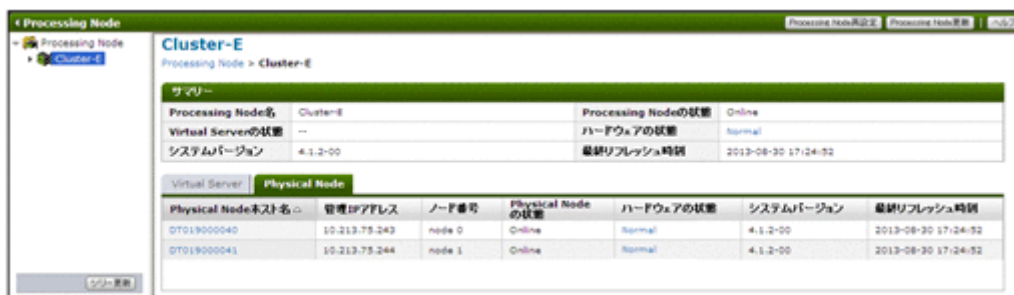 Processing Node
Processing Node再設定 Processing Node更新 ヘルプ
Processing Node
Cluster-E
Cluster-E
Processing Node > Cluster-E
サマリー
Processing Node名 Cluster-E Processing Nodeの状態 Online
Virtual Serverの状態 -- ハードウェアの状態 Normal
システムバージョン 4.1.2-00 最終リフレッシュ時刻 2013-08-30 17:24:52
Virtual Server Physical Node
Physical Nodeホスト名 管理IPアドレス ノード番号 Physical Nodeの状態 ハードウェアの状態 システムバージョン 最終リフレッシュ時刻
DT019000040 10.213.75.243 node 0 Online Normal 4.1.2-00 2013-08-30 17:24:52
DT019000041 10.213.75.244 node 1 Online Normal 4.1.2-00 2013-08-30 17:24:52
ツリー更新